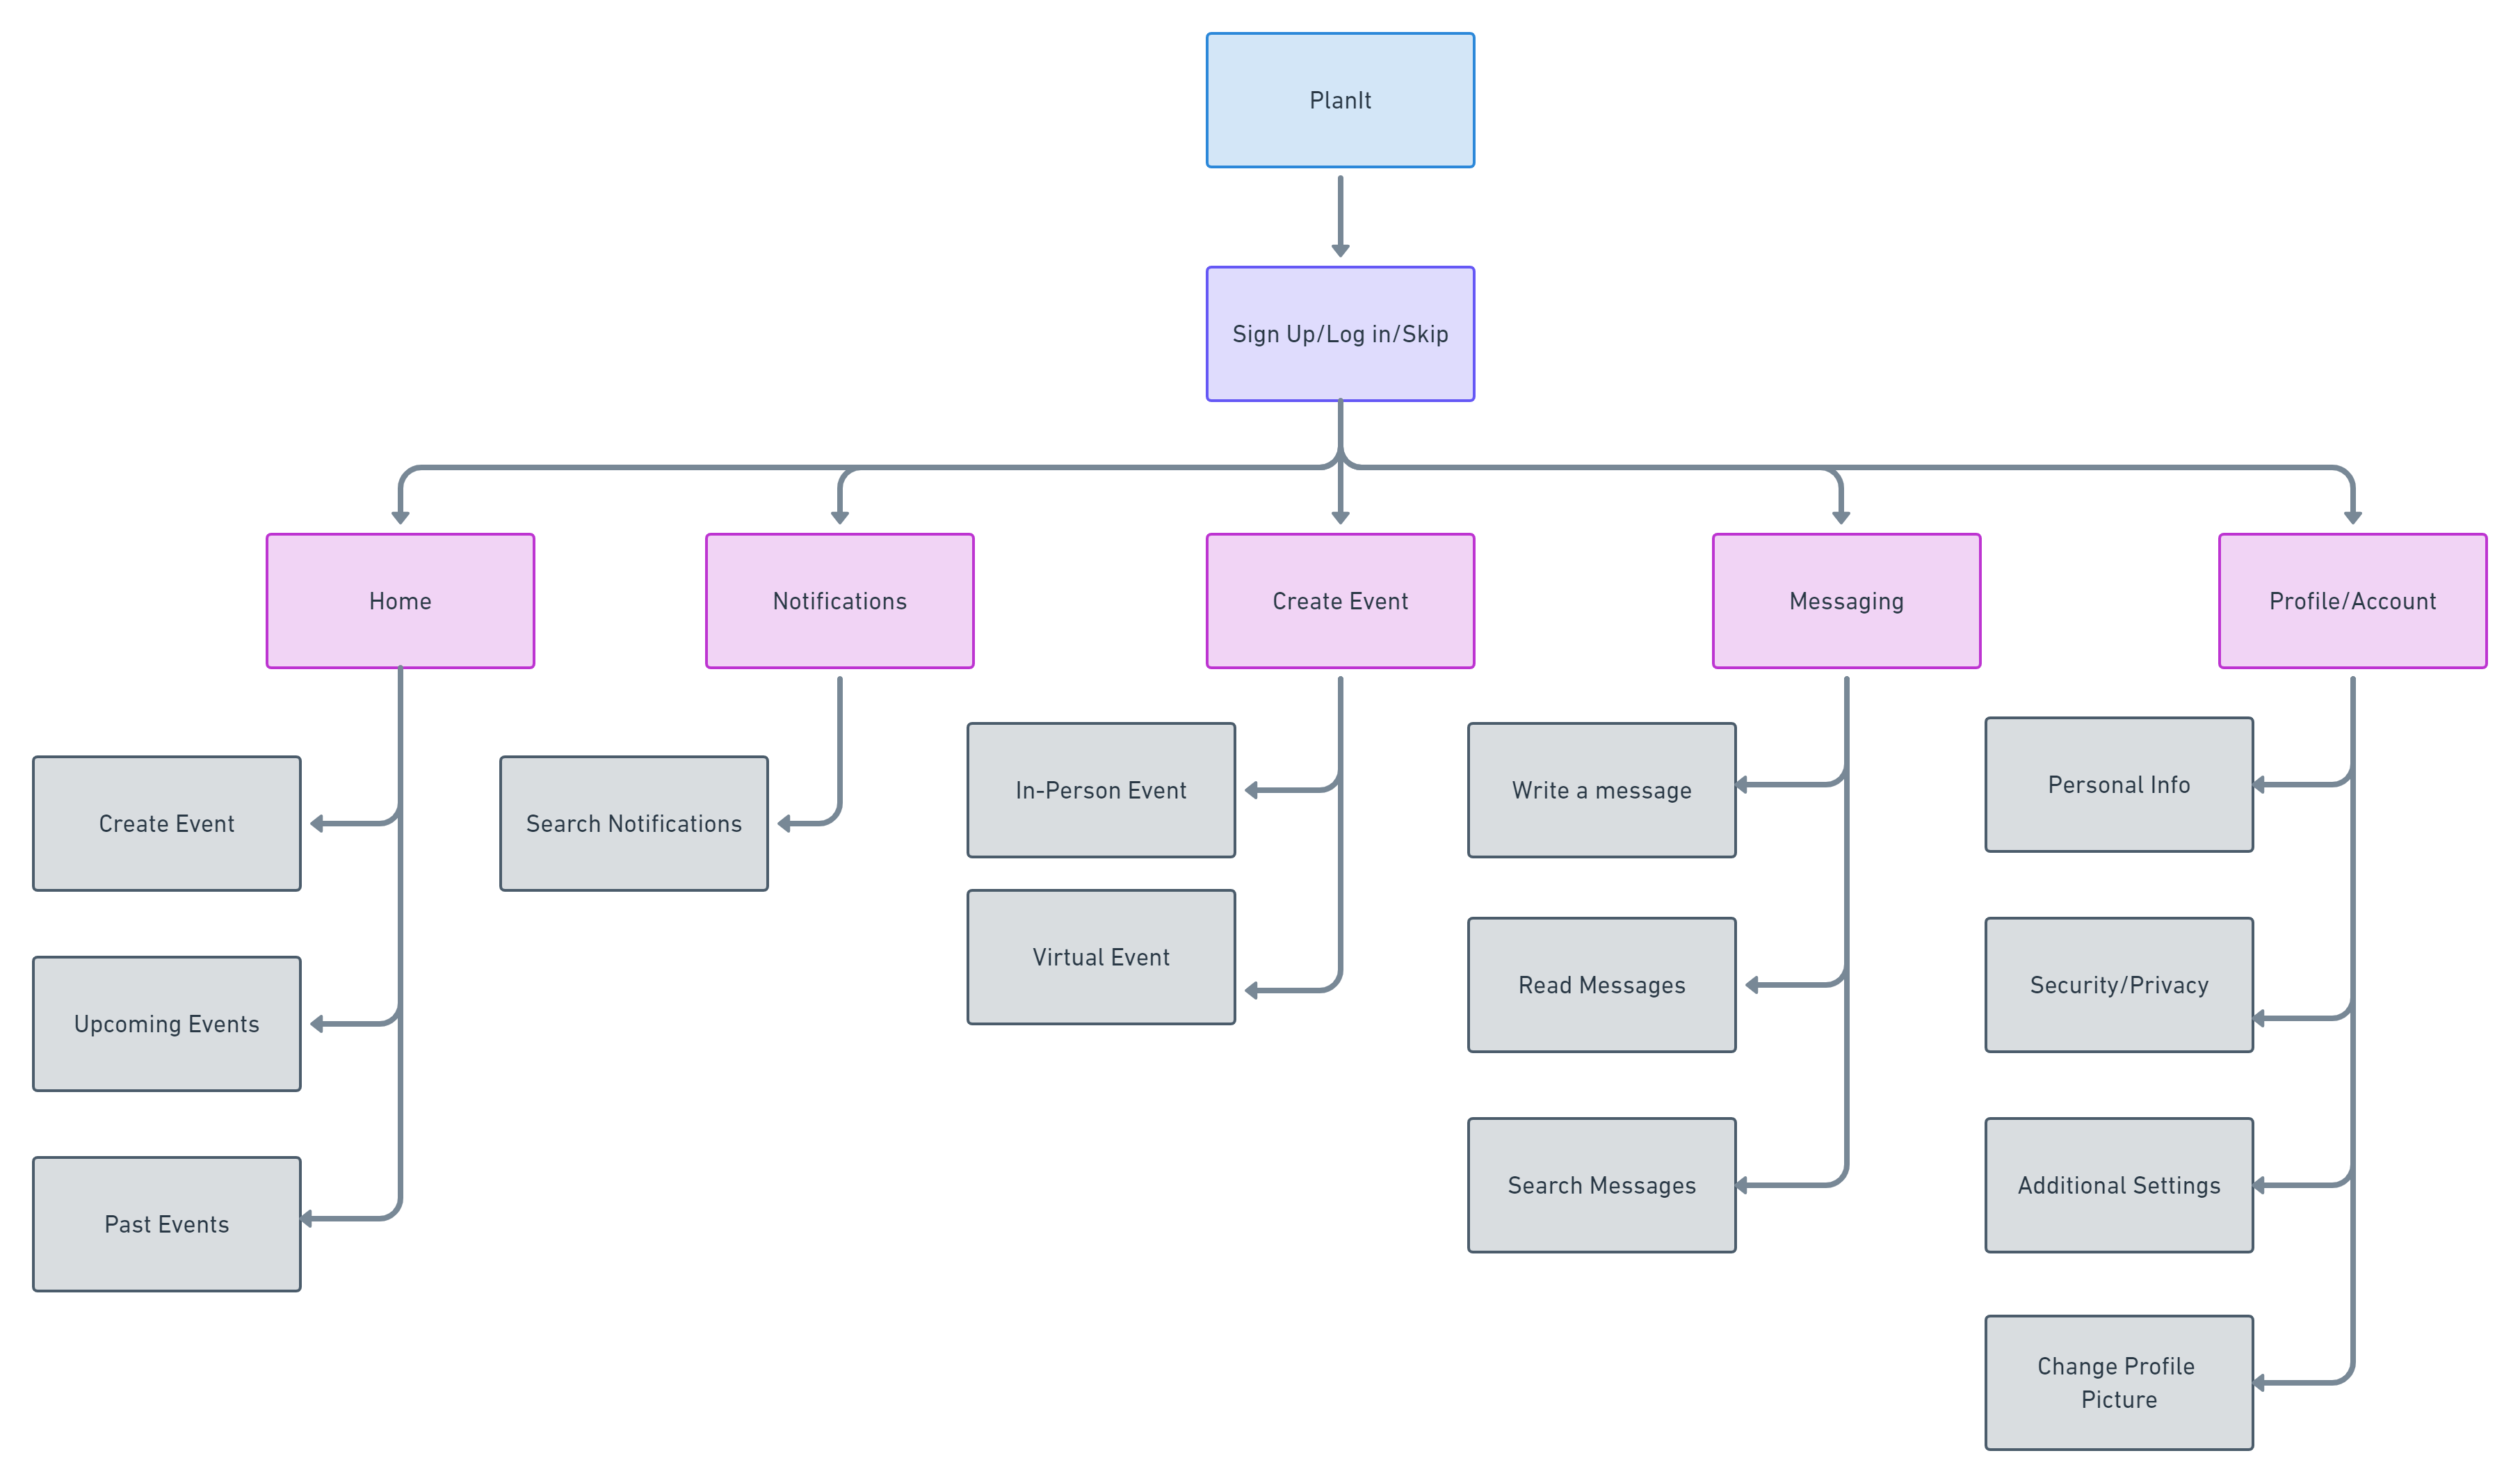 PlanIt
Sign Up/Log in/Skip
Home
Notifications
Create Event
Messaging
Profile/Account
Create Event
Upcoming Events
Past Events
Search Notifications
In-Person Event
Virtual Event
Write a message
Read Messages
Search Messages
Personal Info
Security/Privacy
Additional Settings
Change Profile
Picture